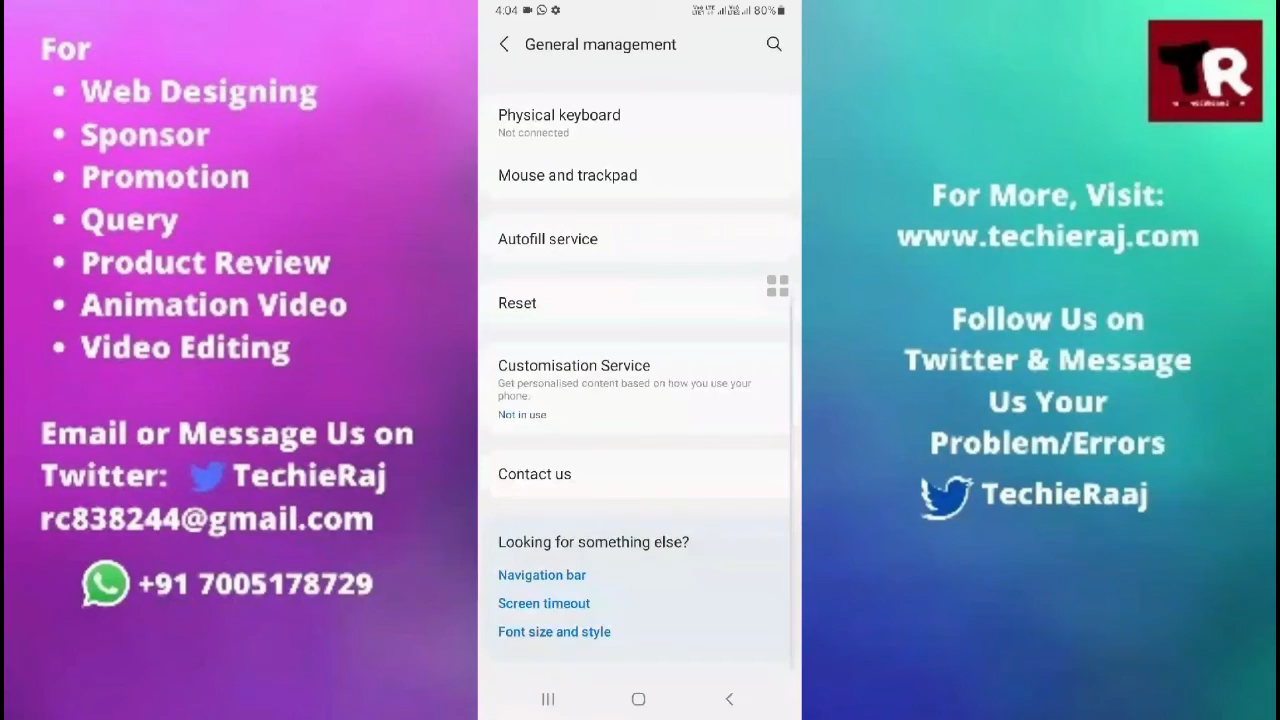 For
• Web Designing
• Sponsor
• Promotion
• Query
• Product Review
• Animation Video
• Video Editing
Email or Message Us on
Twitter: TechieRaj
rc838244@gmail.com
+91 7005178729
4:04
80%
General management
Physical keyboard
Not connected
Mouse and trackpad
Autofill service
Reset
Customisation Service
Get personalised content based on how you use your
phone.
Not in use
Contact us
Looking for something else?
Navigation bar
Screen timeout
Font size and style
TR
For More, Visit:
www.techieraj.com
Follow Us on
Twitter & Message
Us Your
Problem/Errors
TechieRaaj